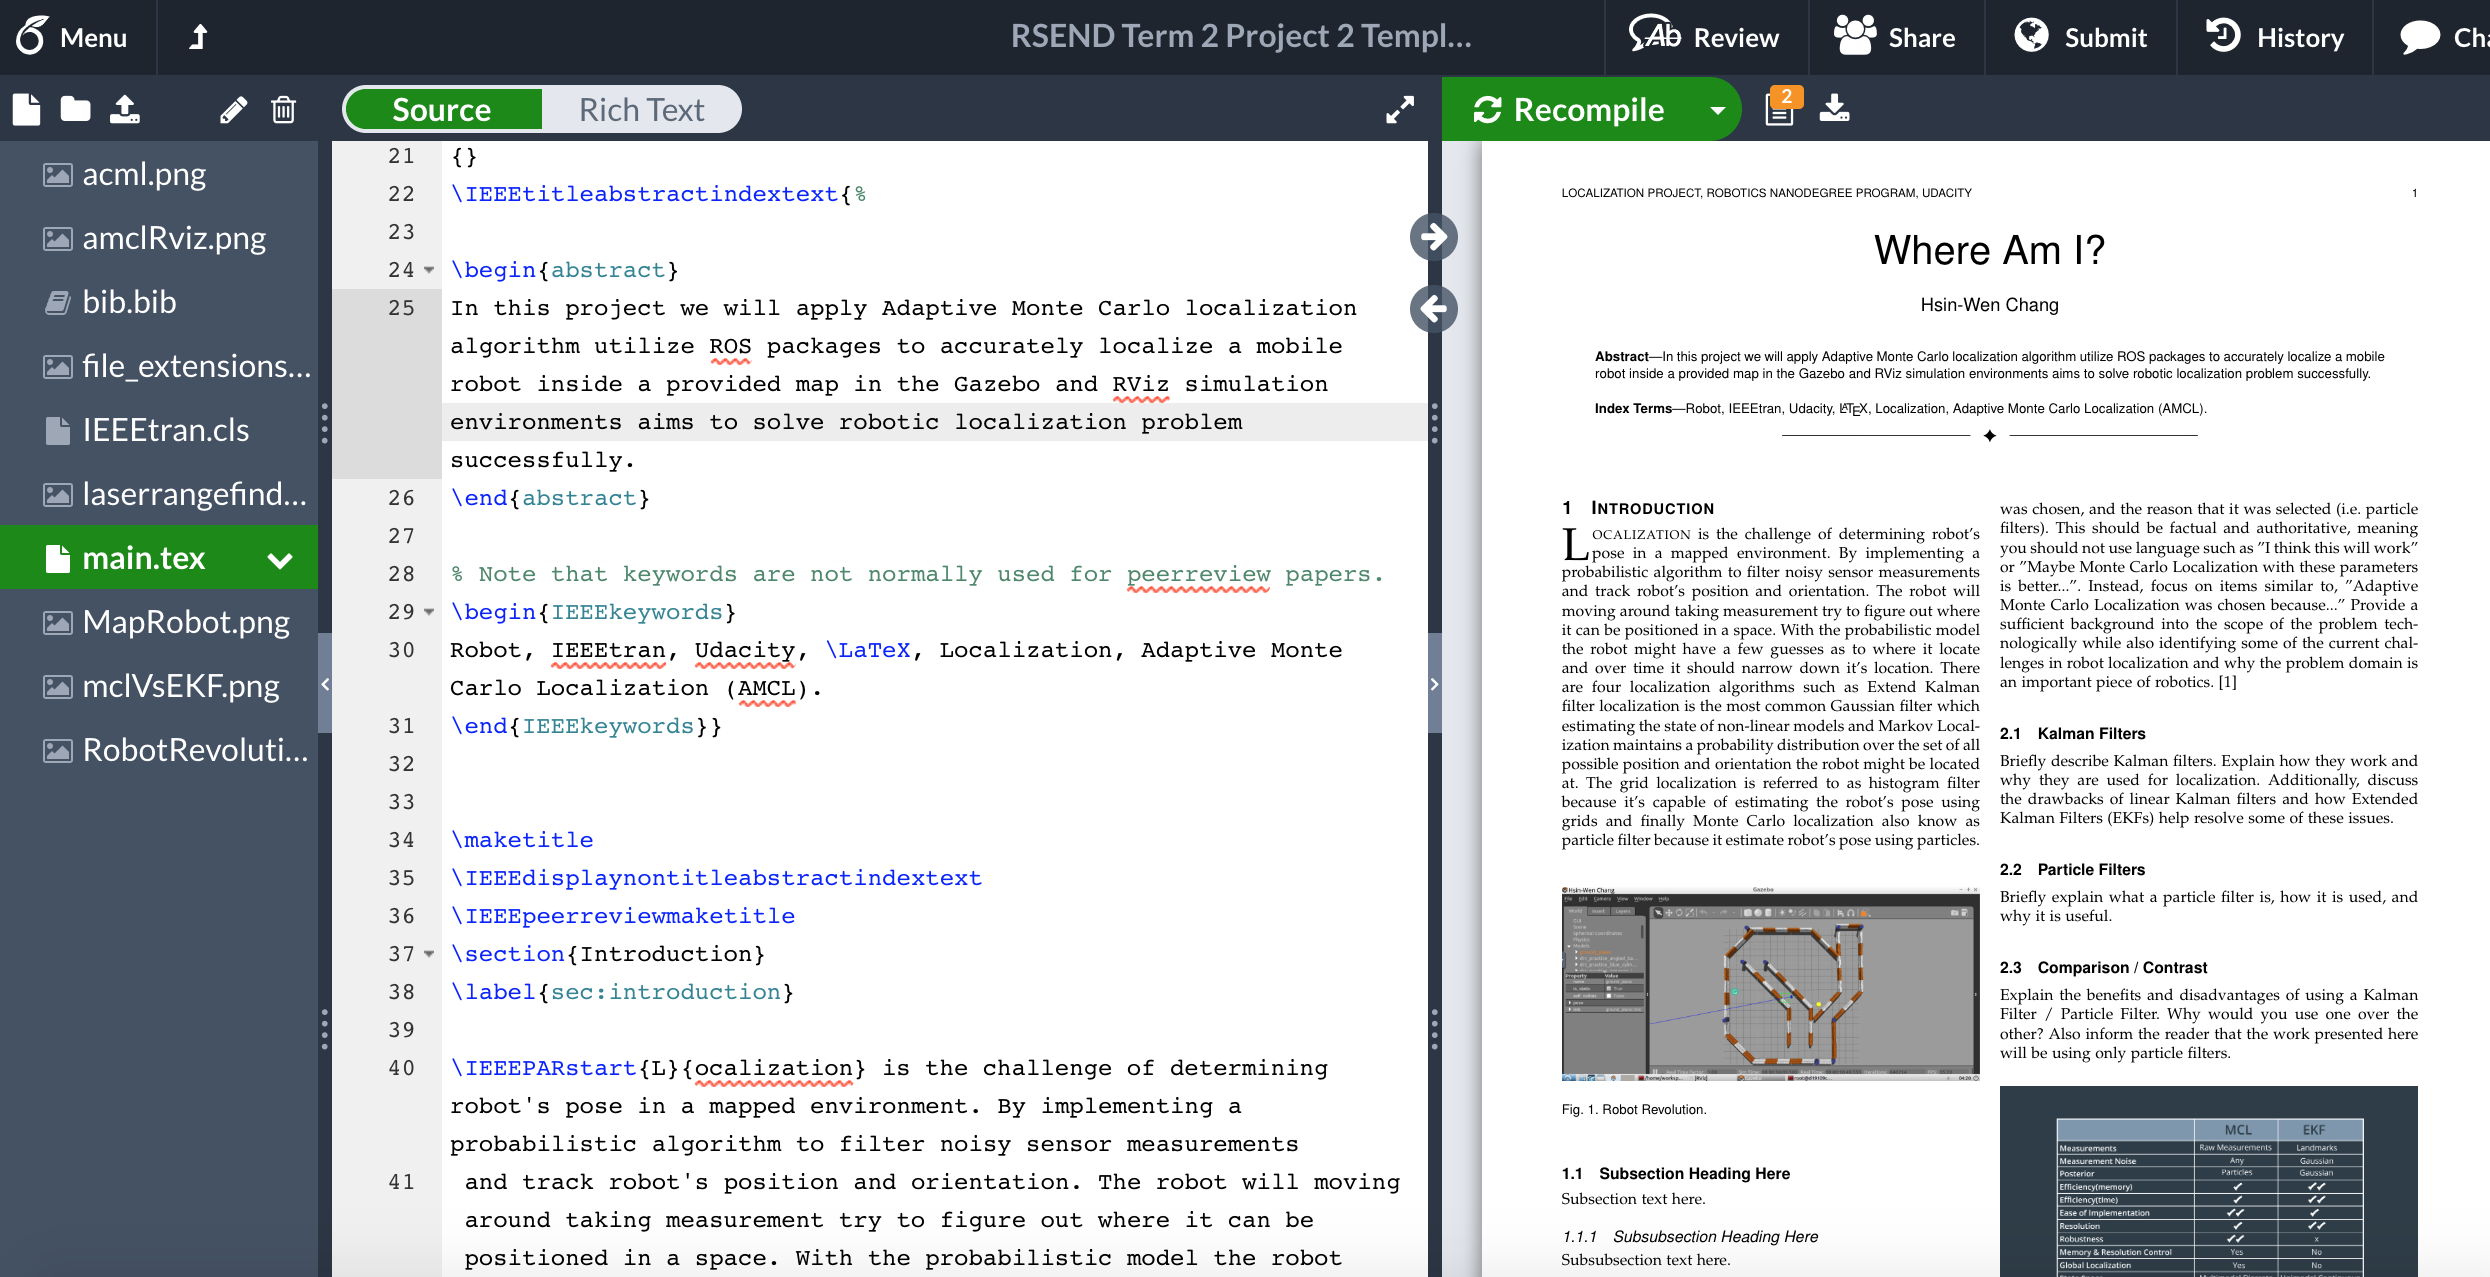 Menu
RSEND Term 2 Project 2 Templ...
Review
Share
Submit
History
Source
Rich Text
Recompile
2
acml.png
amclRviz.png
bib.bib
file_extensions...
IEEEtran.cls
laserrangefind...
main.tex
MapRobot.png
mclVsEKF.png
RobotRevoluti...
21 {}
22 \IEEEtitleabstractindextext{%
23
24 \begin{abstract}
25 In this project we will apply Adaptive Monte Carlo localization
algorithm utilize ROS packages to accurately localize a mobile
robot inside a provided map in the Gazebo and RViz simulation
environments aims to solve robotic localization problem
successfully.
26 \end{abstract}
27
28 % Note that keywords are not normally used for peerreview papers.
29 \begin{IEEEkeywords}
30 Robot, IEEEtran, Udacity, \LaTeX, Localization, Adaptive Monte
Carlo Localization (AMCL).
31 \end{IEEEkeywords}}
32
33
34 \maketitle
35 \IEEEdisplaynontitleabstractindextext
36 \IEEEpeerreviewmaketitle
37 \section{Introduction}
38 \label{sec:introduction}
39
40 \IEEEPARstart{L}{ocalization} is the challenge of determining
robot's pose in a mapped environment. By implementing a
probabilistic algorithm to filter noisy sensor measurements
41 and track robot's position and orientation. The robot will moving
around taking measurement try to figure out where it can be
positioned in a space. With the probabilistic model the robot
LOCALIZATION PROJECT, ROBOTICS NANODEGREE PROGRAM, UDACITY 1
Where Am I?
Hsin-Wen Chang
Abstract—In this project we will apply Adaptive Monte Carlo localization algorithm utilize ROS packages to accurately localize a mobile
robot inside a provided map in the Gazebo and RViz simulation environments aims to solve robotic localization problem successfully.
Index Terms—Robot, IEEEtran, Udacity, LATEX, Localization, Adaptive Monte Carlo Localization (AMCL).
1 INTRODUCTION
LOCALIZATION is the challenge of determining robot's
pose in a mapped environment. By implementing a
probabilistic algorithm to filter noisy sensor measurements
and track robot's position and orientation. The robot will
moving around taking measurement try to figure out where
it can be positioned in a space. With the probabilistic model
the robot might have a few guesses as to where it locate
and over time it should narrow down it's location. There
are four localization algorithms such as Extend Kalman
filter localization is the most common Gaussian filter which
estimating the state of non-linear models and Markov Local-
ization maintains a probability distribution over the set of all
possible position and orientation the robot might be located
at. The grid localization is referred to as histogram filter
because it's capable of estimating the robot's pose using
grids and finally Monte Carlo localization also know as
particle filter because it estimate robot's pose using particles.
Hsin-Wen Chang
Gazebo
File Edit Camera View Window Help
World Insert Layers
Property Value
Fig. 1. Robot Revolution.
1.1 Subsection Heading Here
Subsection text here.
1.1.1 Subsubsection Heading Here
Subsubsection text here.
was chosen, and the reason that it was selected (i.e. particle
filters). This should be factual and authoritative, meaning
you should not use language such as ”I think this will work”
or ”Maybe Monte Carlo Localization with these parameters
is better...”. Instead, focus on items similar to, ”Adaptive
Monte Carlo Localization was chosen because...” Provide a
sufficient background into the scope of the problem tech-
nologically while also identifying some of the current chal-
lenges in robot localization and why the problem domain is
an important piece of robotics. [1]
2.1 Kalman Filters
Briefly describe Kalman filters. Explain how they work and
why they are used for localization. Additionally, discuss
the drawbacks of linear Kalman filters and how Extended
Kalman Filters (EKFs) help resolve some of these issues.
2.2 Particle Filters
Briefly explain what a particle filter is, how it is used, and
why it is useful.
2.3 Comparison / Contrast
Explain the benefits and disadvantages of using a Kalman
Filter / Particle Filter. Why would you use one over the
other? Also inform the reader that the work presented here
will be using only particle filters.
MCL EKF
Measurements Raw Measurements Landmarks
Measurement Noise Any Gaussian
Posterior Particles Gaussian
Efficiency(memory) ✓ ✓✓
Efficiency(time) ✓ ✓✓
Ease of Implementation ✓✓ ✓
Resolution ✓ ✓✓
Robustness ✓✓ x
Memory & Resolution Control Yes No
Global Localization Yes No